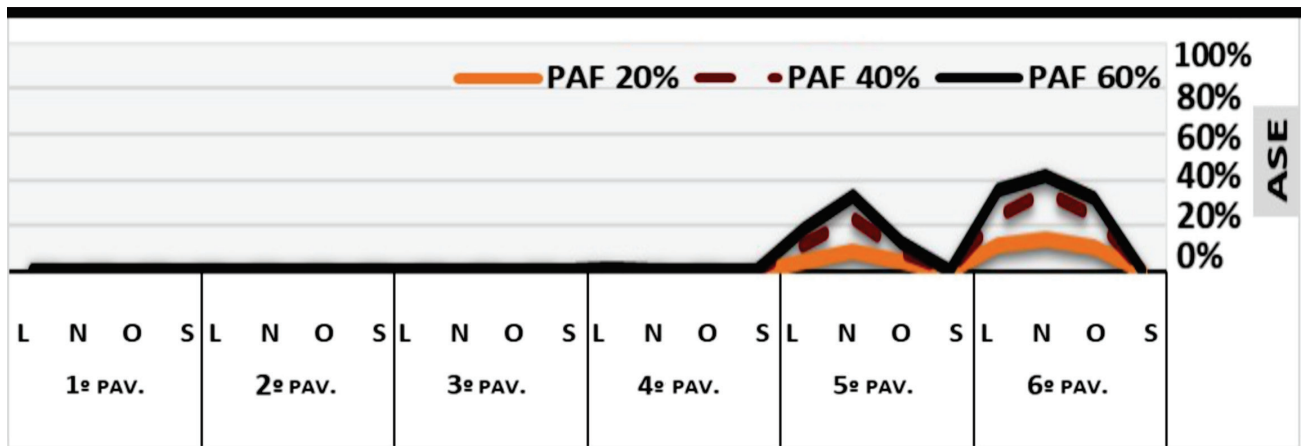 PAF 20% PAF 40% PAF 60%
100%
80%
60%
40%
20%
0%
ASE
L N O S L N O S L N O S L N O S L N O S L N O S
1º PAV. 2º PAV. 3º PAV. 4º PAV. 5º PAV. 6º PAV.